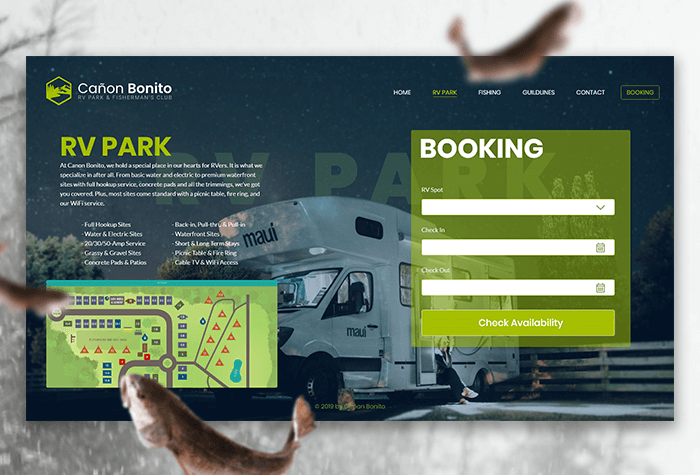 Cañon Bonito
RV PARK & FISHERMAN'S CLUB
HOME
RV PARK
FISHING
GUILDLINES
CONTACT
BOOKING
RV PARK
RV PARK
At Canon Bonito, we hold a special place in our hearts for RVers. It is what we
specialize in after all. From basic water and electric to premium waterfront
sites with full hookup service, concrete pads and all the trimmings, we've got
you covered. Plus, most sites come standard with a picnic table, fire ring, and
our WiFi service.
- Full Hookup Sites
- Water & Electric Sites
- 20/30/50-Amp Service
- Grassy & Gravel Sites
- Concrete Pads & Patios
- Back-in, Pull-thru, & Pull-in
- Waterfront Sites
- Short & Long Term Stays
- Picnic Table & Fire Ring
- Cable TV & WiFi Access
maui
maui
BOOKING
RV Spot
Check In
Check Out
Check Availability
© 2019 by Cañon Bonito